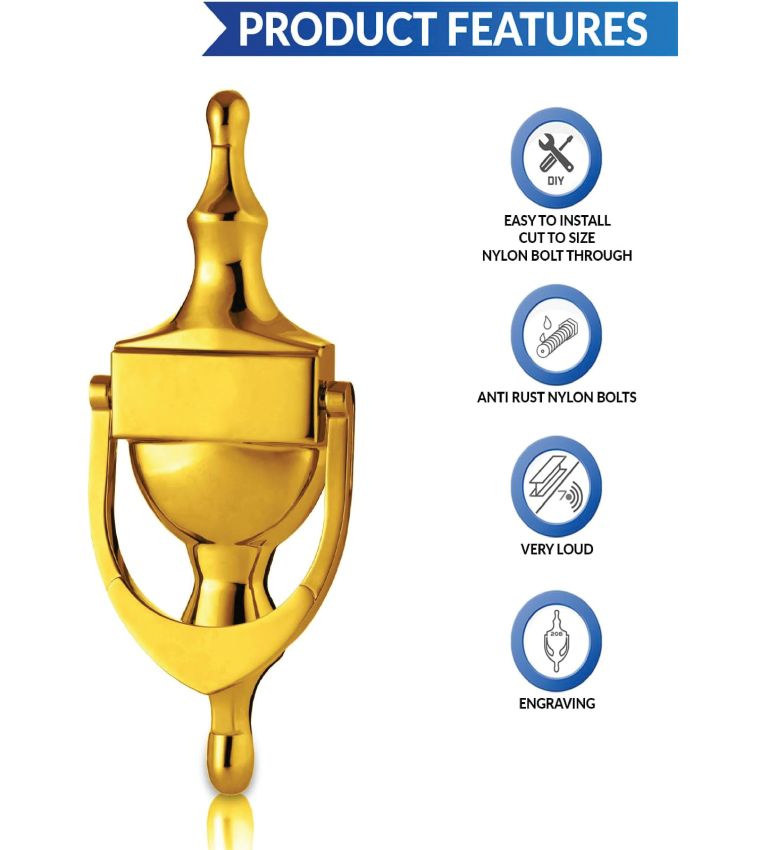 PRODUCT FEATURES
DIY
EASY TO INSTALL
CUT TO SIZE
NYLON BOLT THROUGH
ANTI RUST NYLON BOLTS
7
VERY LOUD
208
ENGRAVING